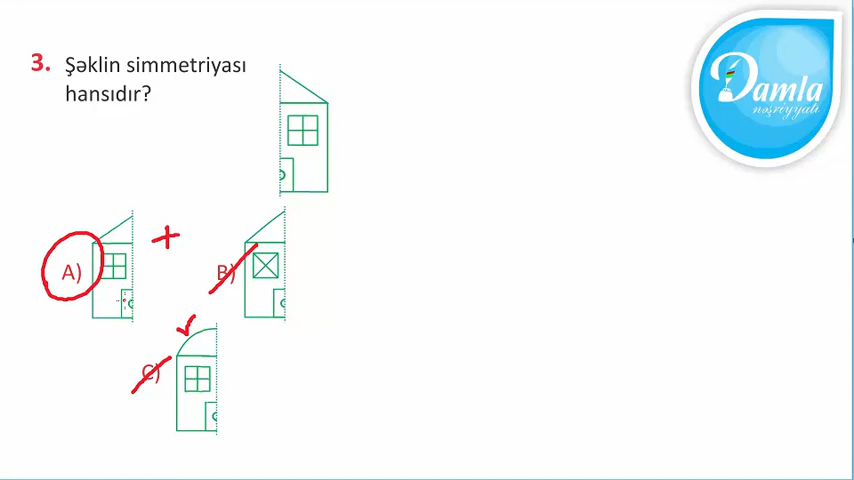 3. Şəklin simmetriyası
hansıdır?
Damla
nəşriyyatı
A)
B)
C)